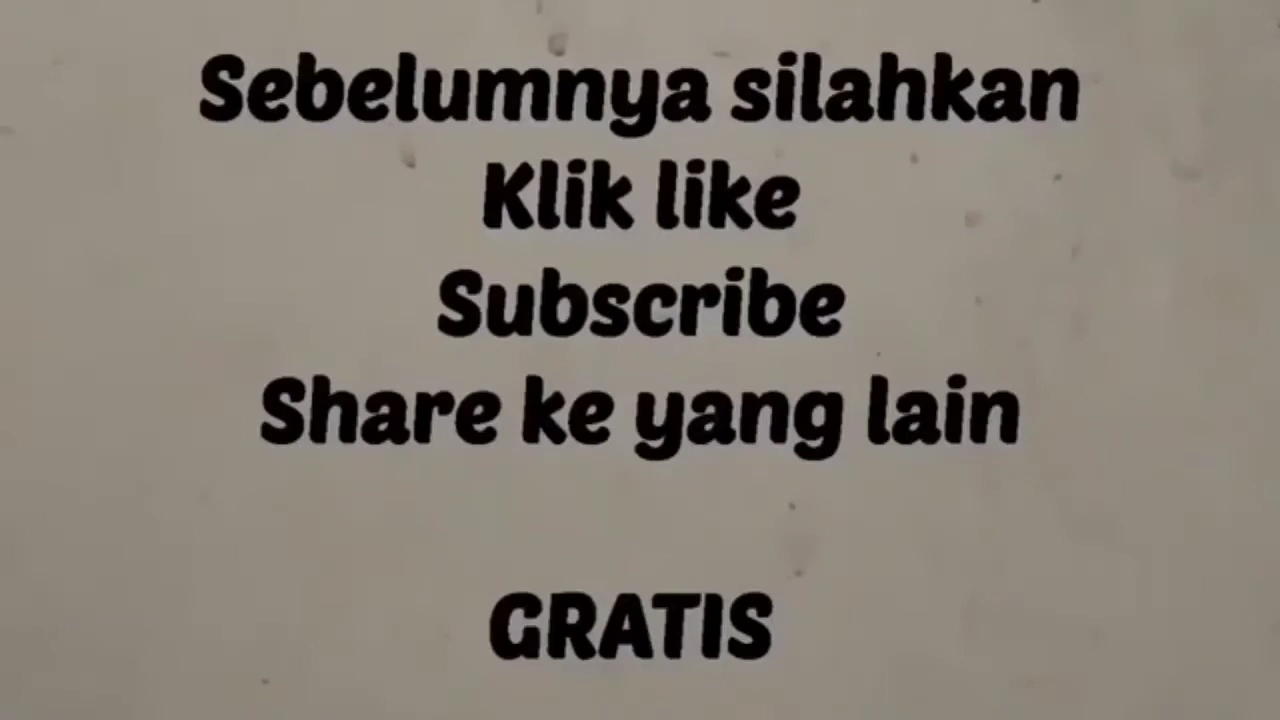 Sebelumnya silahkan
Klik like
Subscribe
Share ke yang lain
GRATIS